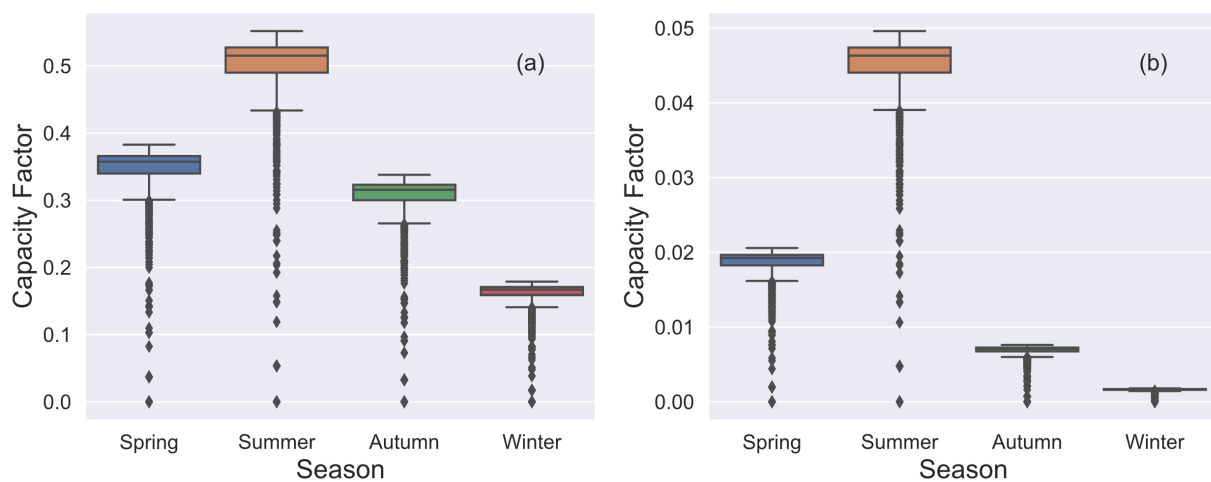 (a)
Capacity Factor
0.5
0.4
0.3
0.2
0.1
0.0
Spring Summer Autumn Winter
Season
(b)
Capacity Factor
0.05
0.04
0.03
0.02
0.01
0.00
Spring Summer Autumn Winter
Season